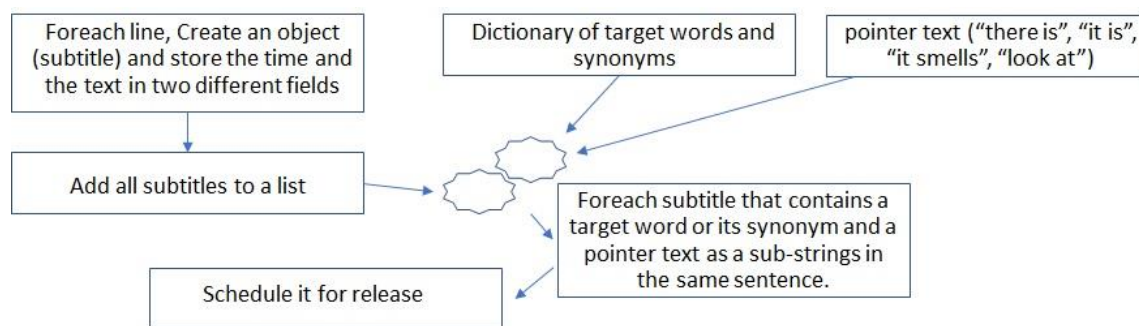 Foreach line, Create an object
(subtitle) and store the time and
the text in two different fields
Dictionary of target words and
synonyms
pointer text (“there is”, “it is”,
“it smells”, “look at”)
Add all subtitles to a list
Foreach subtitle that contains a
target word or its synonym and a
pointer text as a sub-strings in
the same sentence.
Schedule it for release